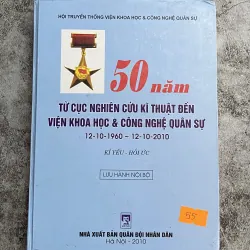 HỘI TRUYỀN THỐNG VIỆN KHOA HỌC & CÔNG NGHỆ QUÂN SỰ
50 năm
TỪ CỤC NGHIÊN CỨU KĨ THUẬT ĐẾN
VIỆN KHOA HỌC & CÔNG NGHỆ QUÂN SỰ
12-10-1960 ~ 12-10-2010
KỈ YẾU - HỒI ỨC
LƯU HÀNH NỘI BỘ
NHÀ XUẤT BẢN QUÂN ĐỘI NHÂN DÂN
Hà Nội - 2010